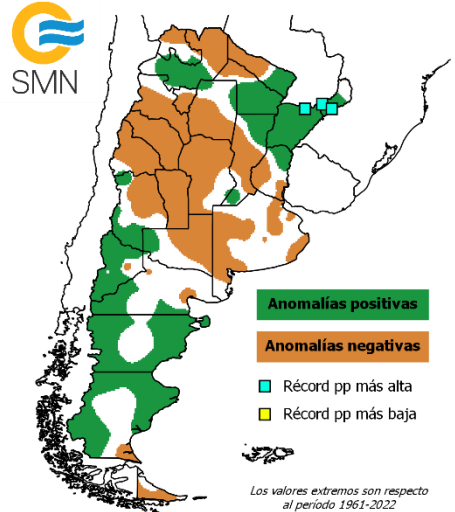 SMN
Anomalías positivas
Anomalías negativas
Récord pp más alta
Récord pp más baja
Los valores extremos son respecto
al período 1961-2022